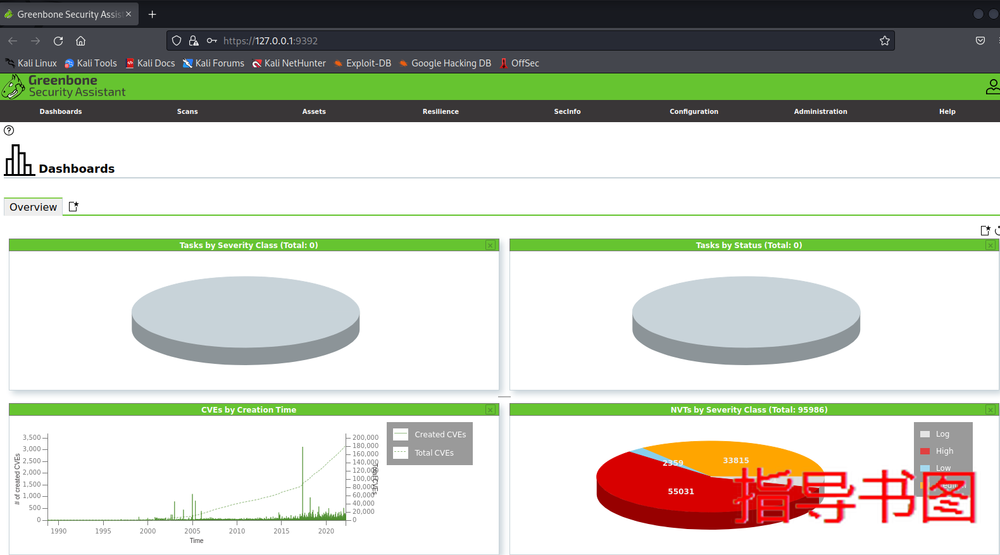 Greenbone Security Assist
https://127.0.0.1:9392
Kali Linux Kali Tools Kali Docs Kali Forums Kali NetHunter Exploit-DB Google Hacking DB OffSec
Greenbone
Security Assistant
Dashboards Scans Assets Resilience SecInfo Configuration Administration Help
Dashboards
Overview
Tasks by Severity Class (Total: 0)
Tasks by Status (Total: 0)
CVEs by Creation Time
# of created CVEs
3,500
3,000
2,500
2,000
1,500
1,000
500
0
200,000
180,000
160,000
140,000
120,000
100,000
80,000
60,000
40,000
20,000
0
Total CVEs
1990 1995 2000 2005 2010 2015 2020
Time
Created CVEs
Total CVEs
NVTs by Severity Class (Total: 95986)
2359
33815
55031
Log
High
Low
指导书图